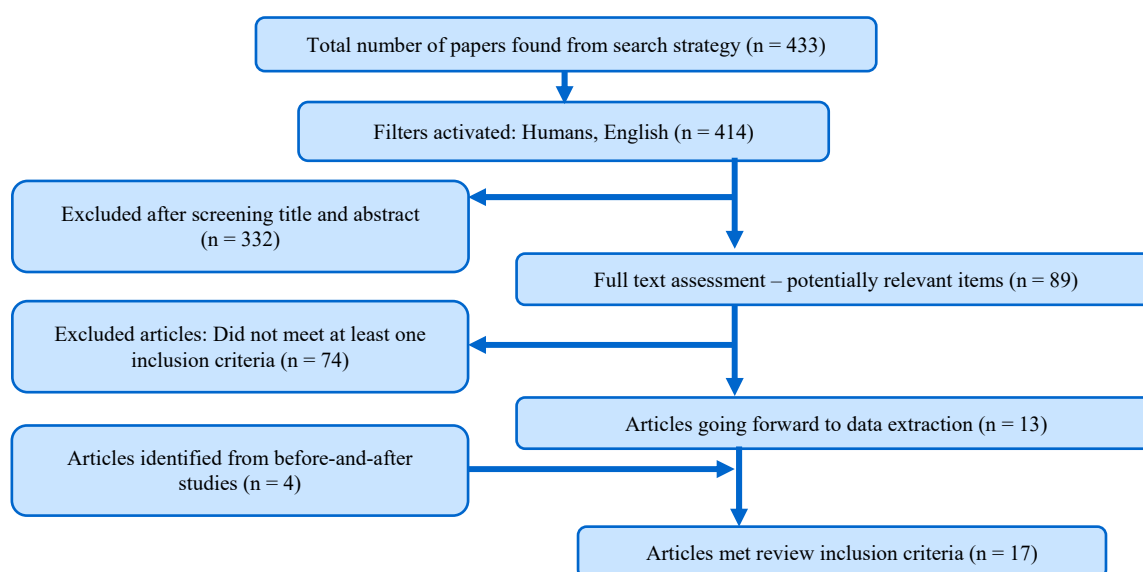 Total number of papers found from search strategy (n = 433)
Filters activated: Humans, English (n = 414)
Excluded after screening title and abstract
(n = 332)
Full text assessment – potentially relevant items (n = 89)
Excluded articles: Did not meet at least one
inclusion criteria (n = 74)
Articles going forward to data extraction (n = 13)
Articles identified from before-and-after
studies (n = 4)
Articles met review inclusion criteria (n = 17)